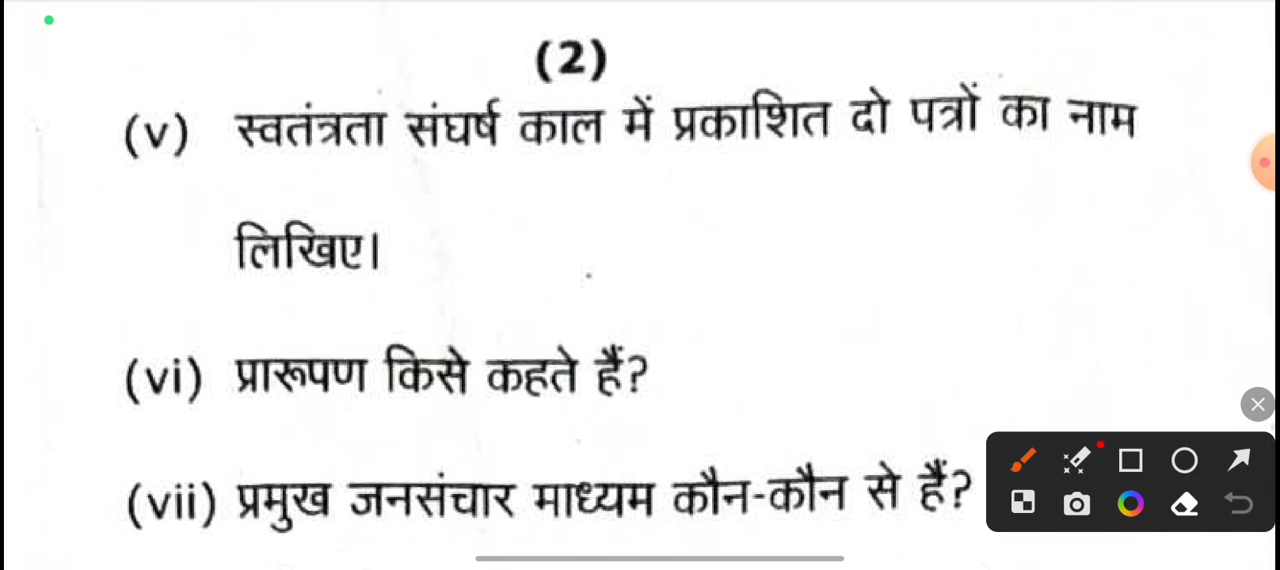 (2)
(v) स्वतंत्रता संघर्ष काल में प्रकाशित दो पत्रों का नाम
लिखिए।
(vi) प्रारूपण किसे कहते हैं?
(vii) प्रमुख जनसंचार माध्यम कौन-कौन से हैं?